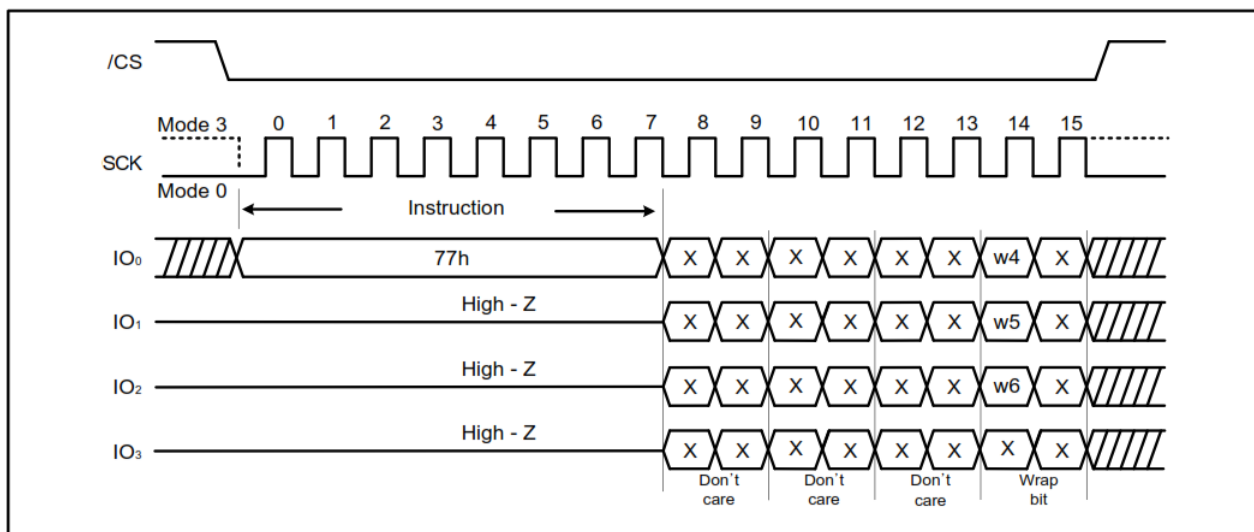 /CS
Mode 3 0 1 2 3 4 5 6 7 8 9 10 11 12 13 14 15
SCK
Mode 0
Instruction
IO₀ 77h X X X X X X w4 X
High - Z
IO₁ X X X X X X w5 X
High - Z
IO₂ X X X X X X w6 X
High - Z
IO₃ X X X X X X X X
Don't Don't Don't Wrap
care care care bit